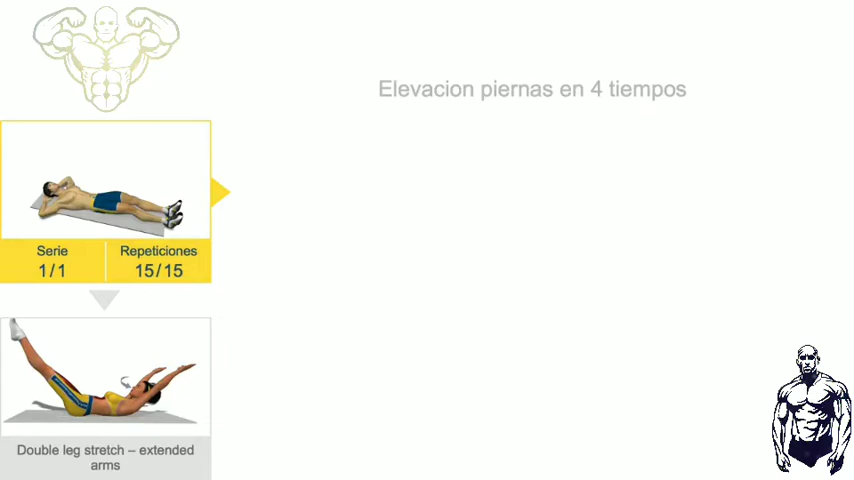 Elevacion piernas en 4 tiempos
Serie
1/1
Repeticiones
15/15
Double leg stretch – extended
arms